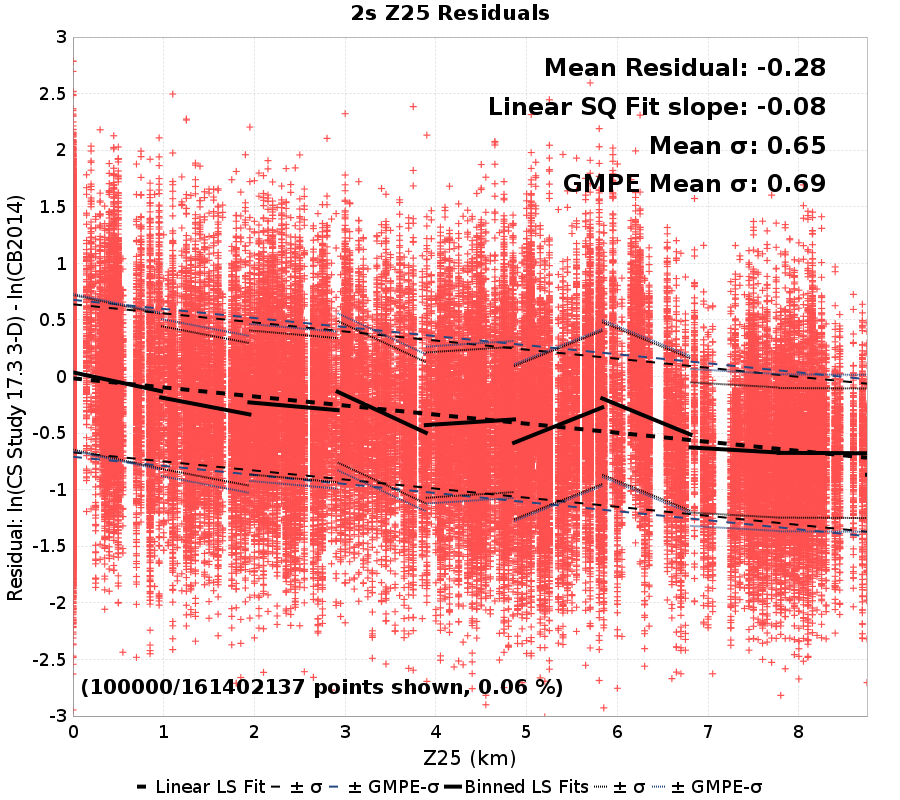 2s Z25 Residuals
Mean Residual: -0.28
Linear SQ Fit slope: -0.08
Mean σ: 0.65
GMPE Mean σ: 0.69
3
2.5
2
1.5
1
0.5
0
-0.5
-1
-1.5
-2
-2.5
-3
Residual: ln(CS Study 17.3 3-D) - ln(CB2014)
(100000/161402137 points shown, 0.06 %)
0 1 2 3 4 5 6 7 8
Z25 (km)
Linear LS Fit ± σ ± GMPE-σ Binned LS Fits ± σ ± GMPE-σ